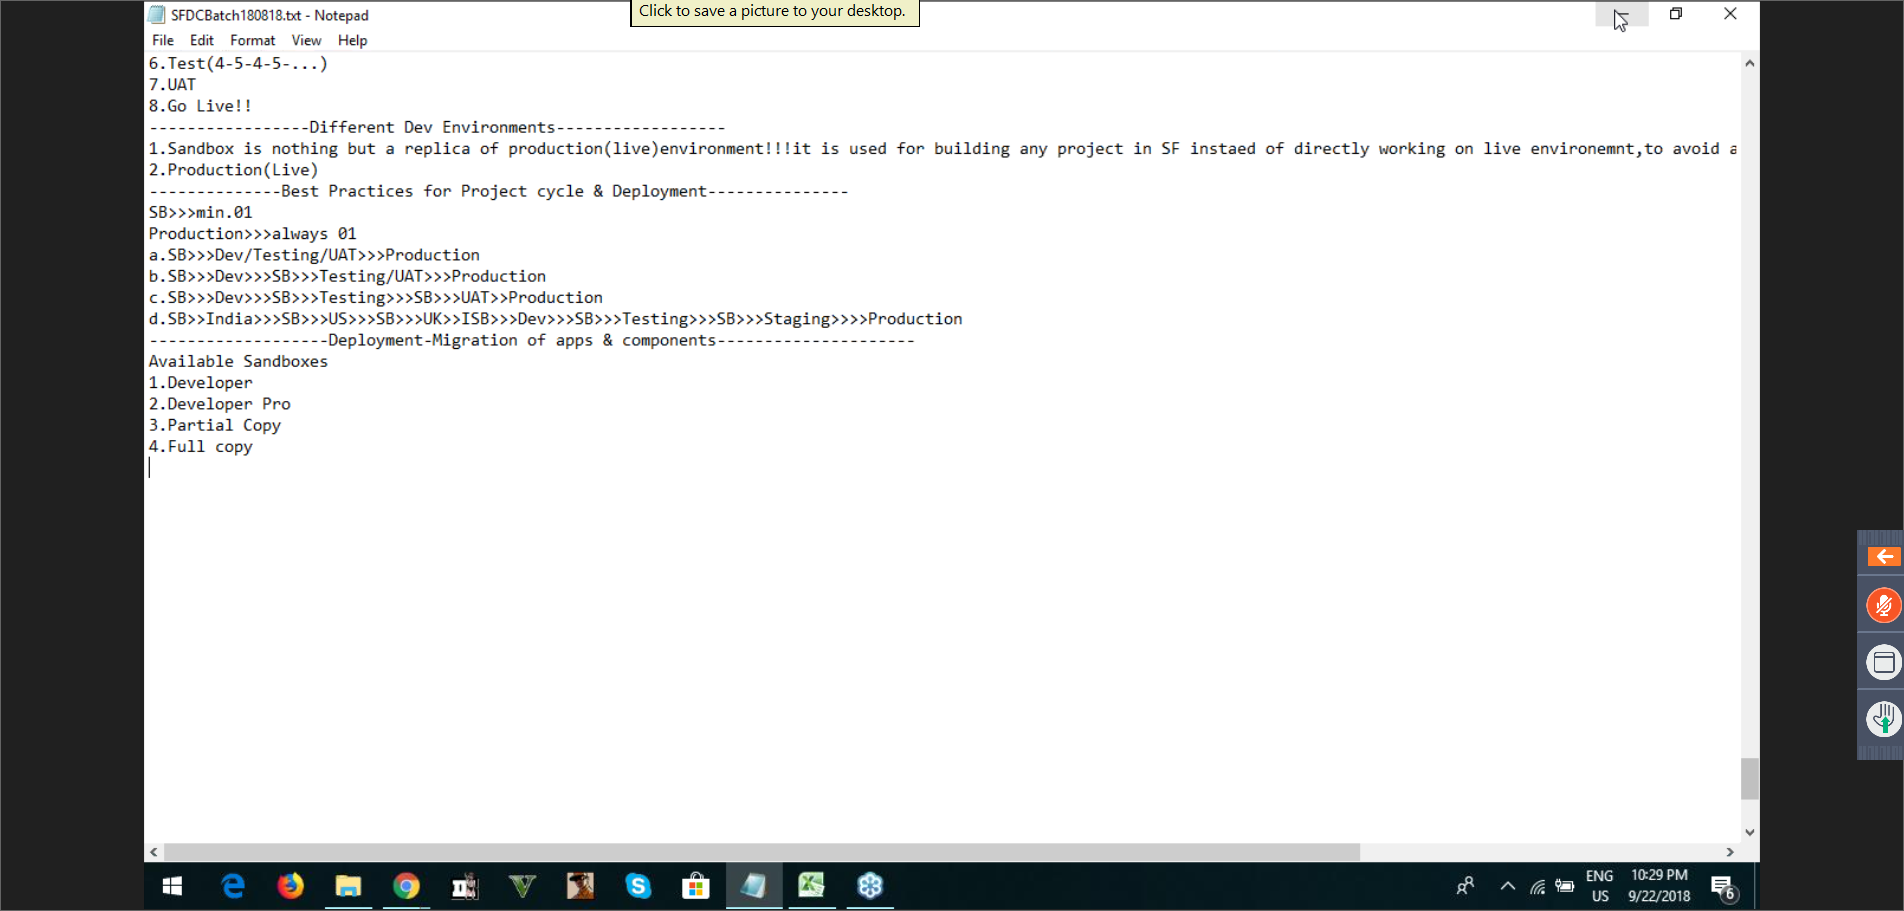 SFDCBatch180818.txt - Notepad
Click to save a picture to your desktop.
File Edit Format View Help
6.Test(4-5-4-5-...)
7.UAT
8.Go Live!!
-----------------Different Dev Environments------------------
1.Sandbox is nothing but a replica of production(live)environment!!!it is used for building any project in SF instaed of directly working on live environemnt,to avoid a
2.Production(Live)
--------------Best Practices for Project cycle & Deployment---------------
SB>>>min.01
Production>>>always 01
a.SB>>>Dev/Testing/UAT>>>Production
b.SB>>>Dev>>>SB>>>Testing/UAT>>>Production
c.SB>>>Dev>>>SB>>>Testing>>>SB>>>UAT>>Production
d.SB>>India>>>SB>>>US>>>SB>>>UK>>ISB>>>Dev>>>SB>>>Testing>>>SB>>>Staging>>>>Production
-------------------Deployment-Migration of apps & components---------------------
Available Sandboxes
1.Developer
2.Developer Pro
3.Partial Copy
4.Full copy
ENG 10:29 PM
US 9/22/2018
6